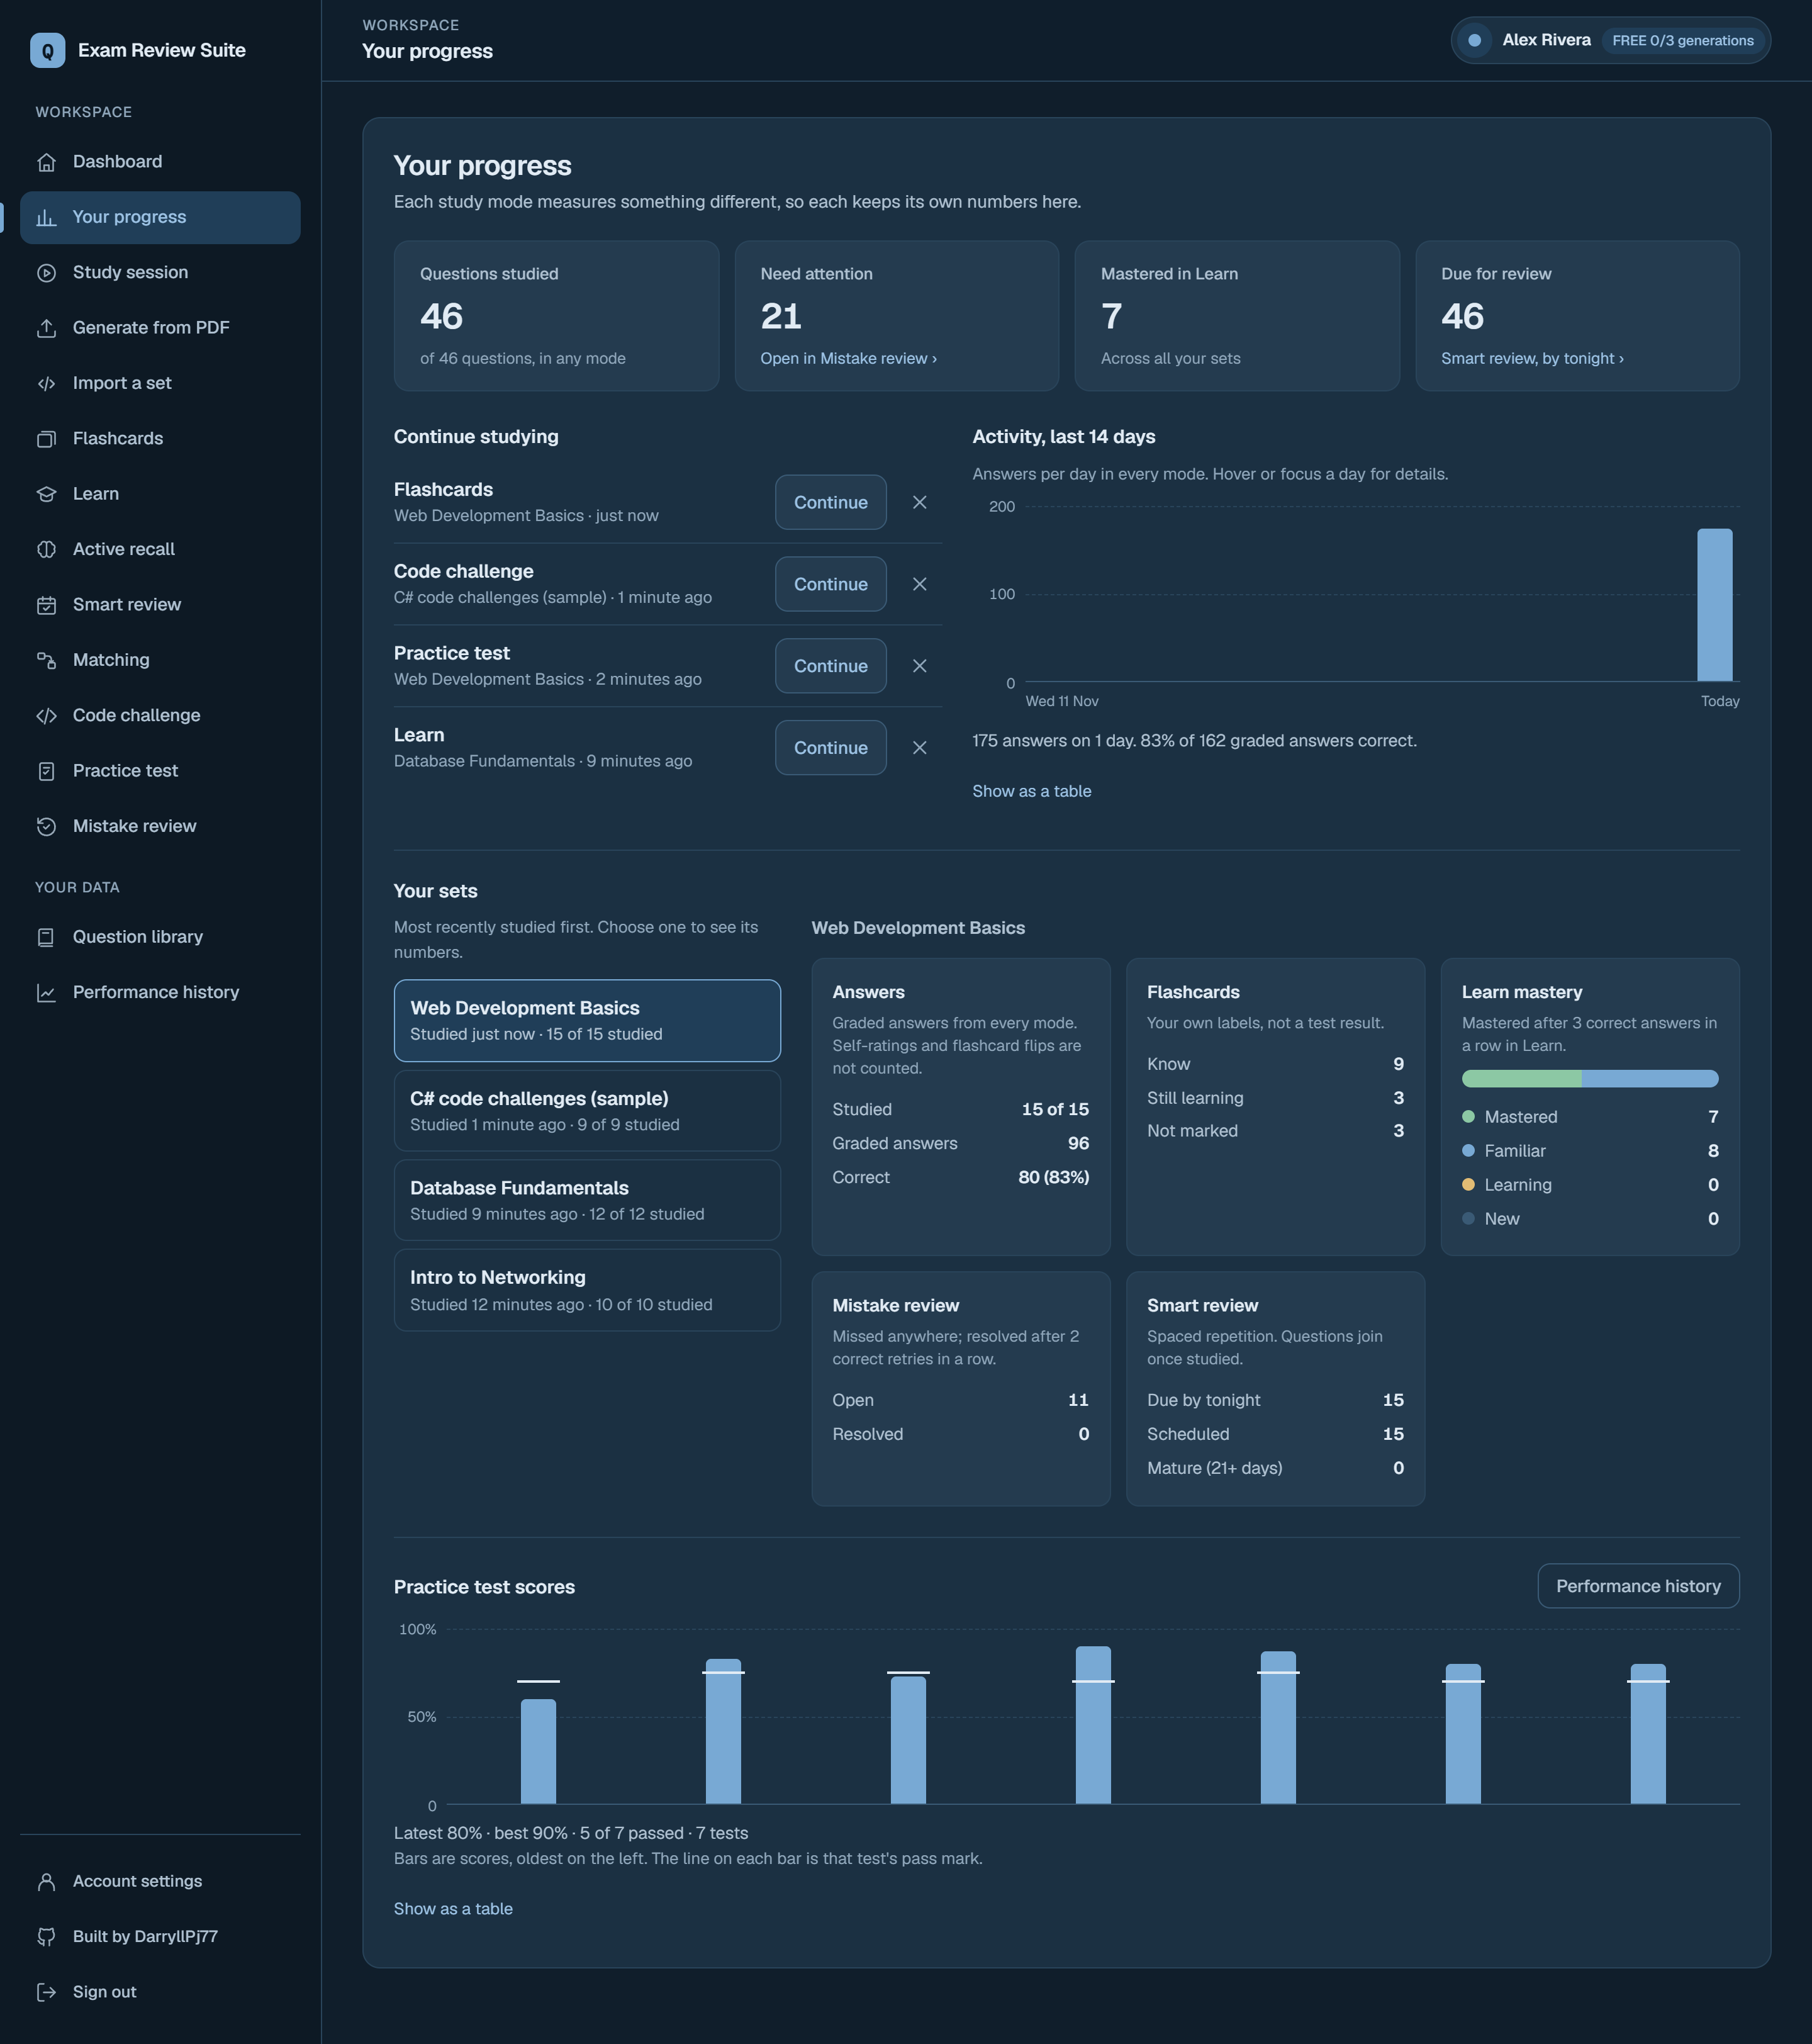 Q
Exam Review Suite
WORKSPACE
Dashboard
Your progress
Study session
Generate from PDF
Import a set
Flashcards
Learn
Active recall
Smart review
Matching
Code challenge
Practice test
Mistake review
YOUR DATA
Question library
Performance history
Account settings
Built by DarryllPj77
Sign out
WORKSPACE
Your progress
Alex Rivera
FREE 0/3 generations
Your progress
Each study mode measures something different, so each keeps its own numbers here.
Questions studied
46
of 46 questions, in any mode
Need attention
21
Open in Mistake review ›
Mastered in Learn
7
Across all your sets
Due for review
46
Smart review, by tonight ›
Continue studying
Flashcards
Web Development Basics · just now
Continue
Code challenge
C# code challenges (sample) · 1 minute ago
Continue
Practice test
Web Development Basics · 2 minutes ago
Continue
Learn
Database Fundamentals · 9 minutes ago
Continue
Activity, last 14 days
Answers per day in every mode. Hover or focus a day for details.
200
100
0
Wed 11 Nov
Today
175 answers on 1 day. 83% of 162 graded answers correct.
Show as a table
Your sets
Most recently studied first. Choose one to see its
numbers.
Web Development Basics
Studied just now · 15 of 15 studied
C# code challenges (sample)
Studied 1 minute ago · 9 of 9 studied
Database Fundamentals
Studied 9 minutes ago · 12 of 12 studied
Intro to Networking
Studied 12 minutes ago · 10 of 10 studied
Web Development Basics
Answers
Graded answers from every mode.
Self-ratings and flashcard flips are
not counted.
Studied 15 of 15
Graded answers 96
Correct 80 (83%)
Flashcards
Your own labels, not a test result.
Know 9
Still learning 3
Not marked 3
Learn mastery
Mastered after 3 correct answers in
a row in Learn.
Mastered 7
Familiar 8
Learning 0
New 0
Mistake review
Missed anywhere; resolved after 2
correct retries in a row.
Open 11
Resolved 0
Smart review
Spaced repetition. Questions join
once studied.
Due by tonight 15
Scheduled 15
Mature (21+ days) 0
Practice test scores
Performance history
100%
50%
0
Latest 80% · best 90% · 5 of 7 passed · 7 tests
Bars are scores, oldest on the left. The line on each bar is that test's pass mark.
Show as a table